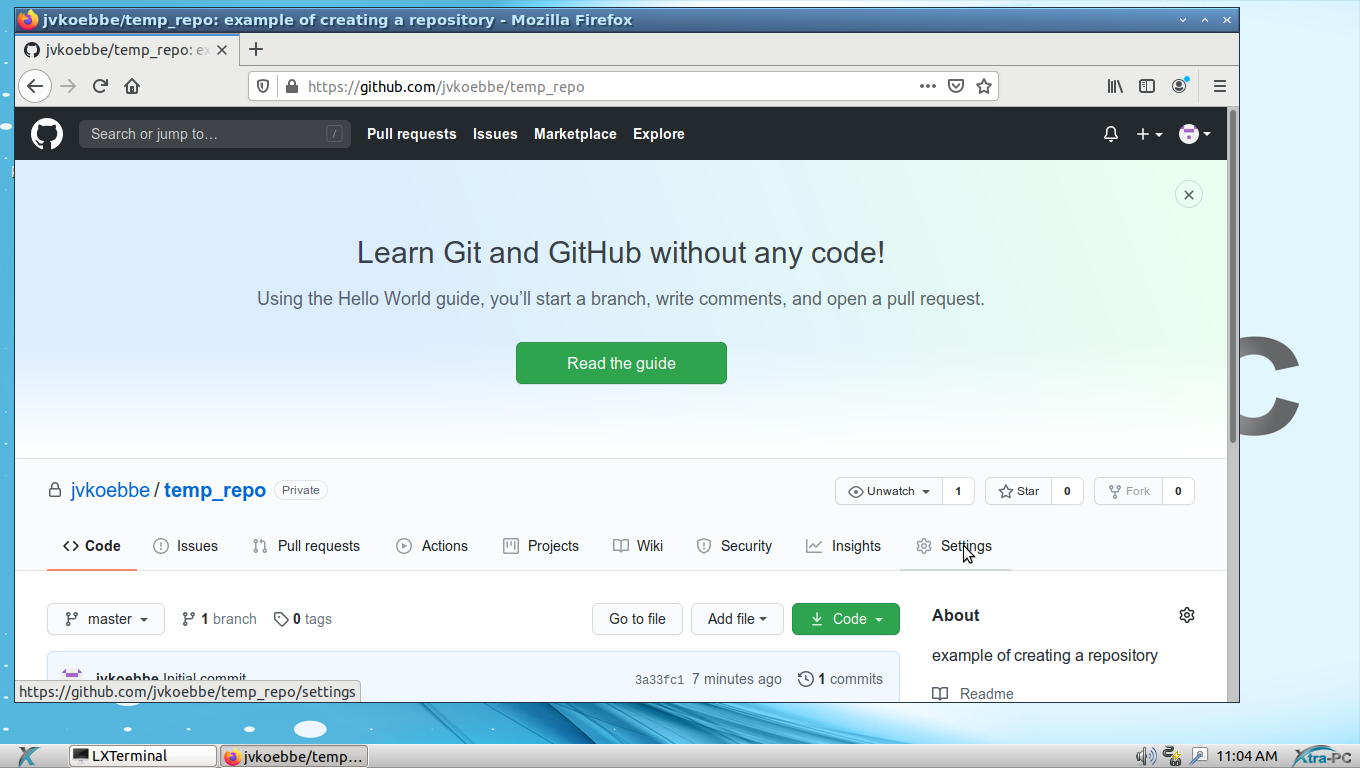 jvkoebbe/temp_repo: example of creating a repository - Mozilla Firefox
jvkoebbe/temp_repo: ex
https://github.com/jvkoebbe/temp_repo
Search or jump to… / Pull requests Issues Marketplace Explore
Learn Git and GitHub without any code!
Using the Hello World guide, you’ll start a branch, write comments, and open a pull request.
Read the guide
C
jvkoebbe / temp_repo Private Unwatch 1 Star 0 Fork 0
Code Issues Pull requests Actions Projects Wiki Security Insights Settings
master 1 branch 0 tags Go to file Add file Code About
example of creating a repository
jvkoebbe Initial commit 3a33fc1 7 minutes ago 1 commits
Readme
https://github.com/jvkoebbe/temp_repo/settings
LXTerminal jvkoebbe/temp... 11:04 AM Xtra-PC